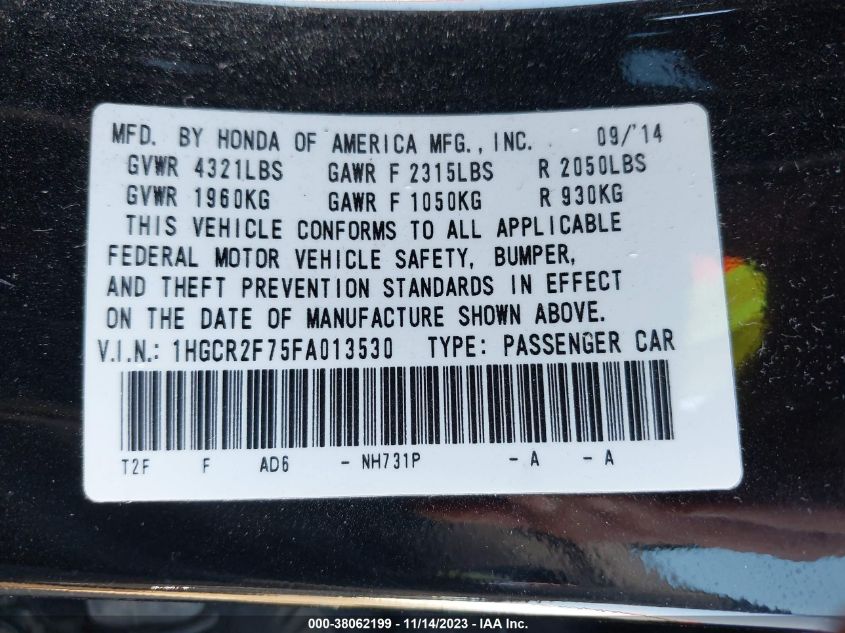 MFD. BY HONDA OF AMERICA MFG., INC. 09/'14
GVWR 4321LBS GAWR F 2315LBS R 2050LBS
GVWR 1960KG GAWR F 1050KG R 930KG
THIS VEHICLE CONFORMS TO ALL APPLICABLE
FEDERAL MOTOR VEHICLE SAFETY, BUMPER,
AND THEFT PREVENTION STANDARDS IN EFFECT
ON THE DATE OF MANUFACTURE SHOWN ABOVE.
V.I.N.: 1HGCR2F75FA013530 TYPE: PASSENGER CAR
T2F F AD6 - NH731P - A - A
000-38062199 - 11/14/2023 - IAA Inc.